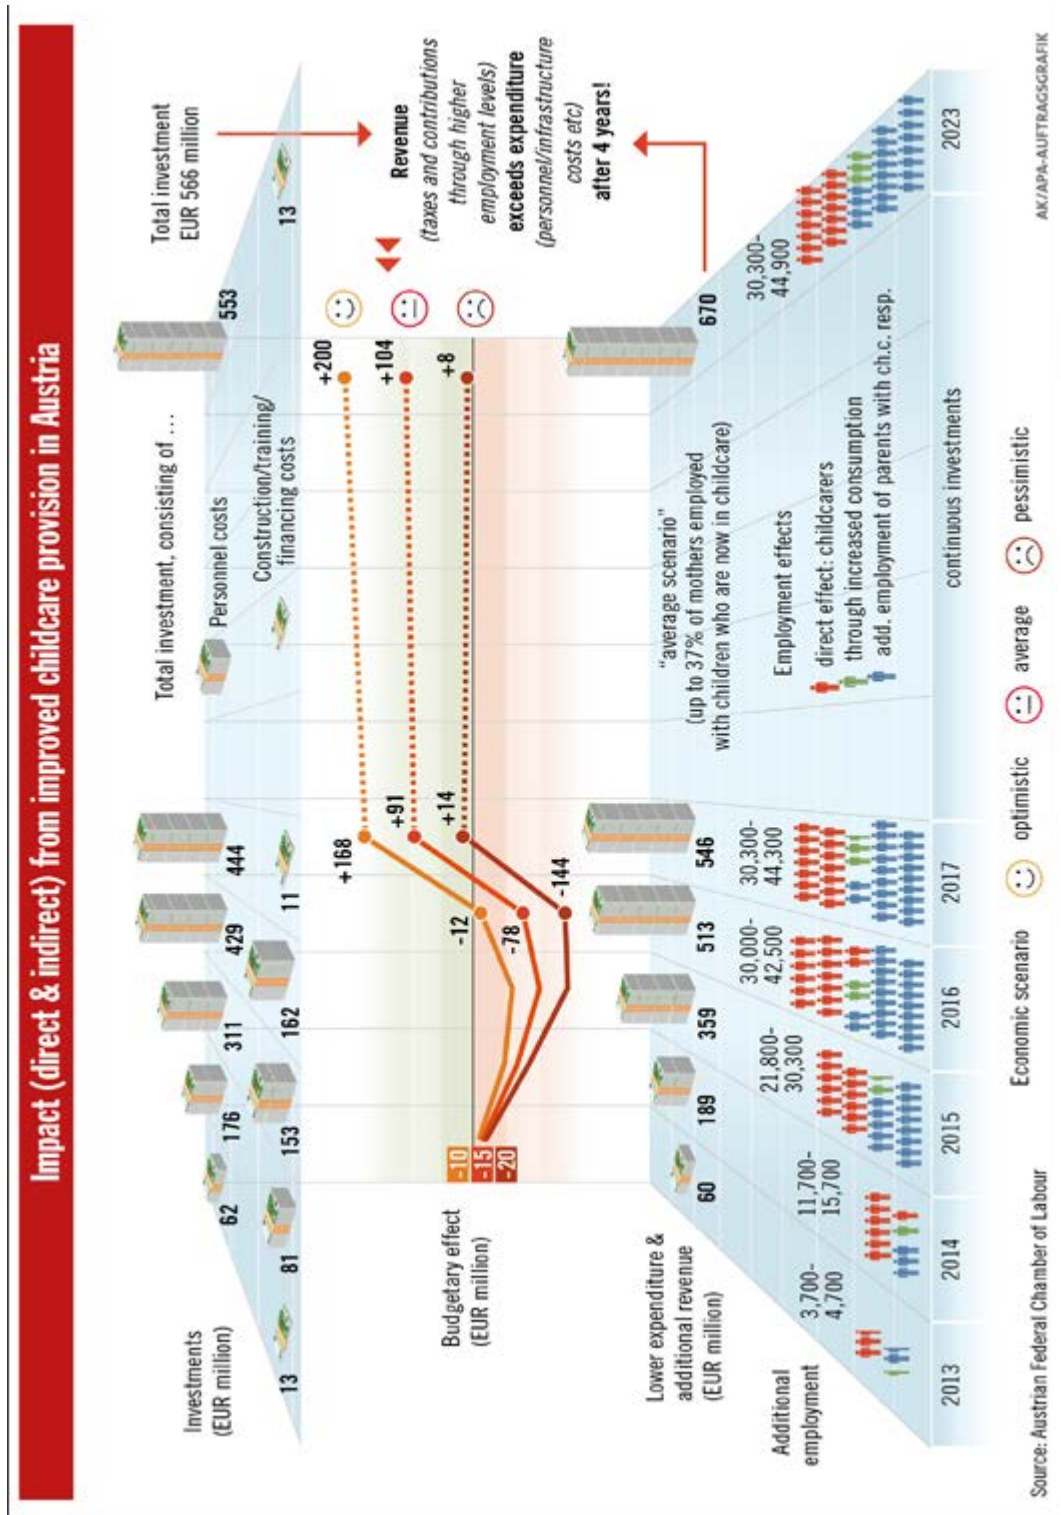 Impact (direct & indirect) from improved childcare provision in Austria
Investments
(EUR million)
Total investment, consisting of ...
Personnel costs
Construction/training/
financing costs
Total investment
EUR 566 million
62
176
311
429
444
553
13
81
153
162
11
13
Budgetary effect
(EUR million)
-10
-15
-20
-12
-78
-144
+168
+91
+14
+200
+104
+8
Revenue
(taxes and contributions
through higher
employment levels)
exceeds expenditure
(personnel/infrastructure
costs etc)
after 4 years!
Lower expenditure &
additional revenue
(EUR million)
60
189
359
513
546
670
"average scenario"
(up to 37% of mothers employed
with children who are now in childcare)
Additional
employment
3,700-
4,700
11,700-
15,700
21,800-
30,300
30,000-
42,500
30,300-
44,300
30,300-
44,900
Employment effects
direct effect: childcarers
through increased consumption
add. employment of parents with ch.c. resp.
2013
2014
2015
2016
2017
continuous investments
2023
Economic scenario
optimistic
average
pessimistic
Source: Austrian Federal Chamber of Labour
AK/APA-AUFTRAGSGRAFIK